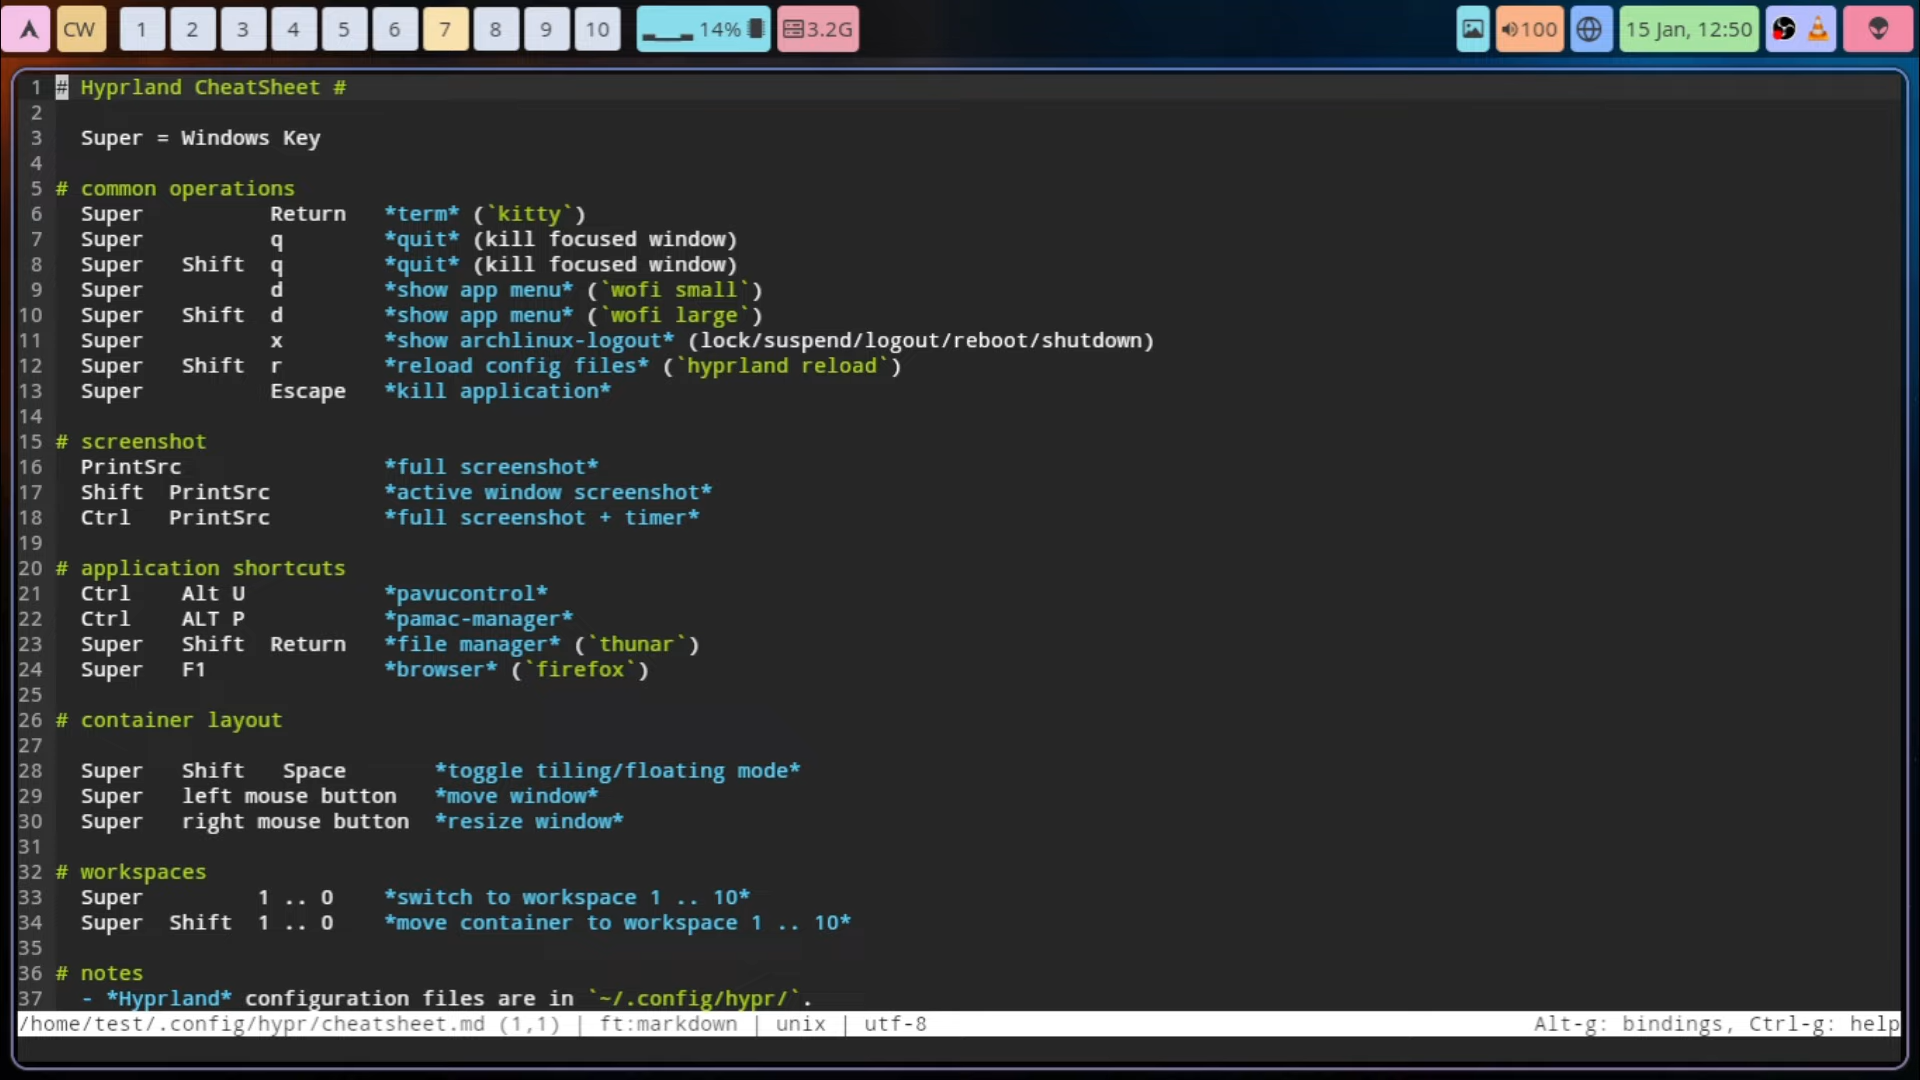 CW 1 2 3 4 5 6 7 8 9 10 14% 3.2G 100 15 Jan, 12:50
1 # Hyprland CheatSheet #
2
3 Super = Windows Key
4
5 # common operations
6 Super Return *term* (`kitty`)
7 Super q *quit* (kill focused window)
8 Super Shift q *quit* (kill focused window)
9 Super d *show app menu* (`wofi small`)
10 Super Shift d *show app menu* (`wofi large`)
11 Super x *show archlinux-logout* (lock/suspend/logout/reboot/shutdown)
12 Super Shift r *reload config files* (`hyprland reload`)
13 Super Escape *kill application*
14
15 # screenshot
16 PrintSrc *full screenshot*
17 Shift PrintSrc *active window screenshot*
18 Ctrl PrintSrc *full screenshot + timer*
19
20 # application shortcuts
21 Ctrl Alt U *pavucontrol*
22 Ctrl ALT P *pamac-manager*
23 Super Shift Return *file manager* (`thunar`)
24 Super F1 *browser* (`firefox`)
25
26 # container layout
27
28 Super Shift Space *toggle tiling/floating mode*
29 Super left mouse button *move window*
30 Super right mouse button *resize window*
31
32 # workspaces
33 Super 1 .. 0 *switch to workspace 1 .. 10*
34 Super Shift 1 .. 0 *move container to workspace 1 .. 10*
35
36 # notes
37 - *Hyprland* configuration files are in `~/.config/hypr/`.
/home/test/.config/hypr/cheatsheet.md (1,1) | ft:markdown | unix | utf-8 Alt-g: bindings, Ctrl-g: help